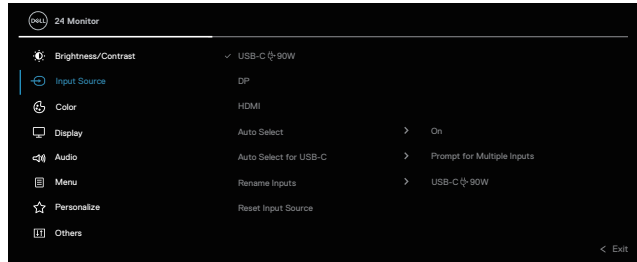 DELL 24 Monitor
Brightness/Contrast USB-C 90W
Input Source DP
Color HDMI
Display Auto Select On
Audio Auto Select for USB-C Prompt for Multiple Inputs
Menu Rename Inputs USB-C 90W
Personalize Reset Input Source
Others
Exit